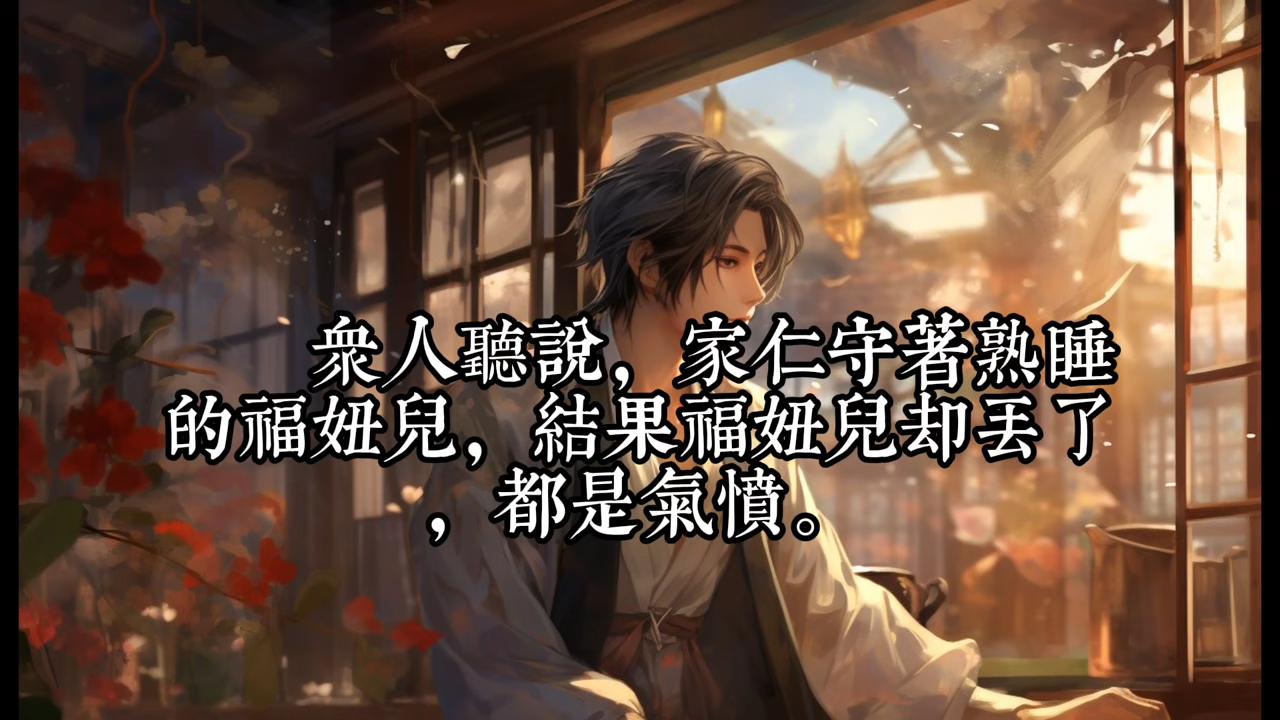 衆人聽說，家仁守著熟睡
的福妞兒，結果福妞兒却丟了
，都是氣憤。